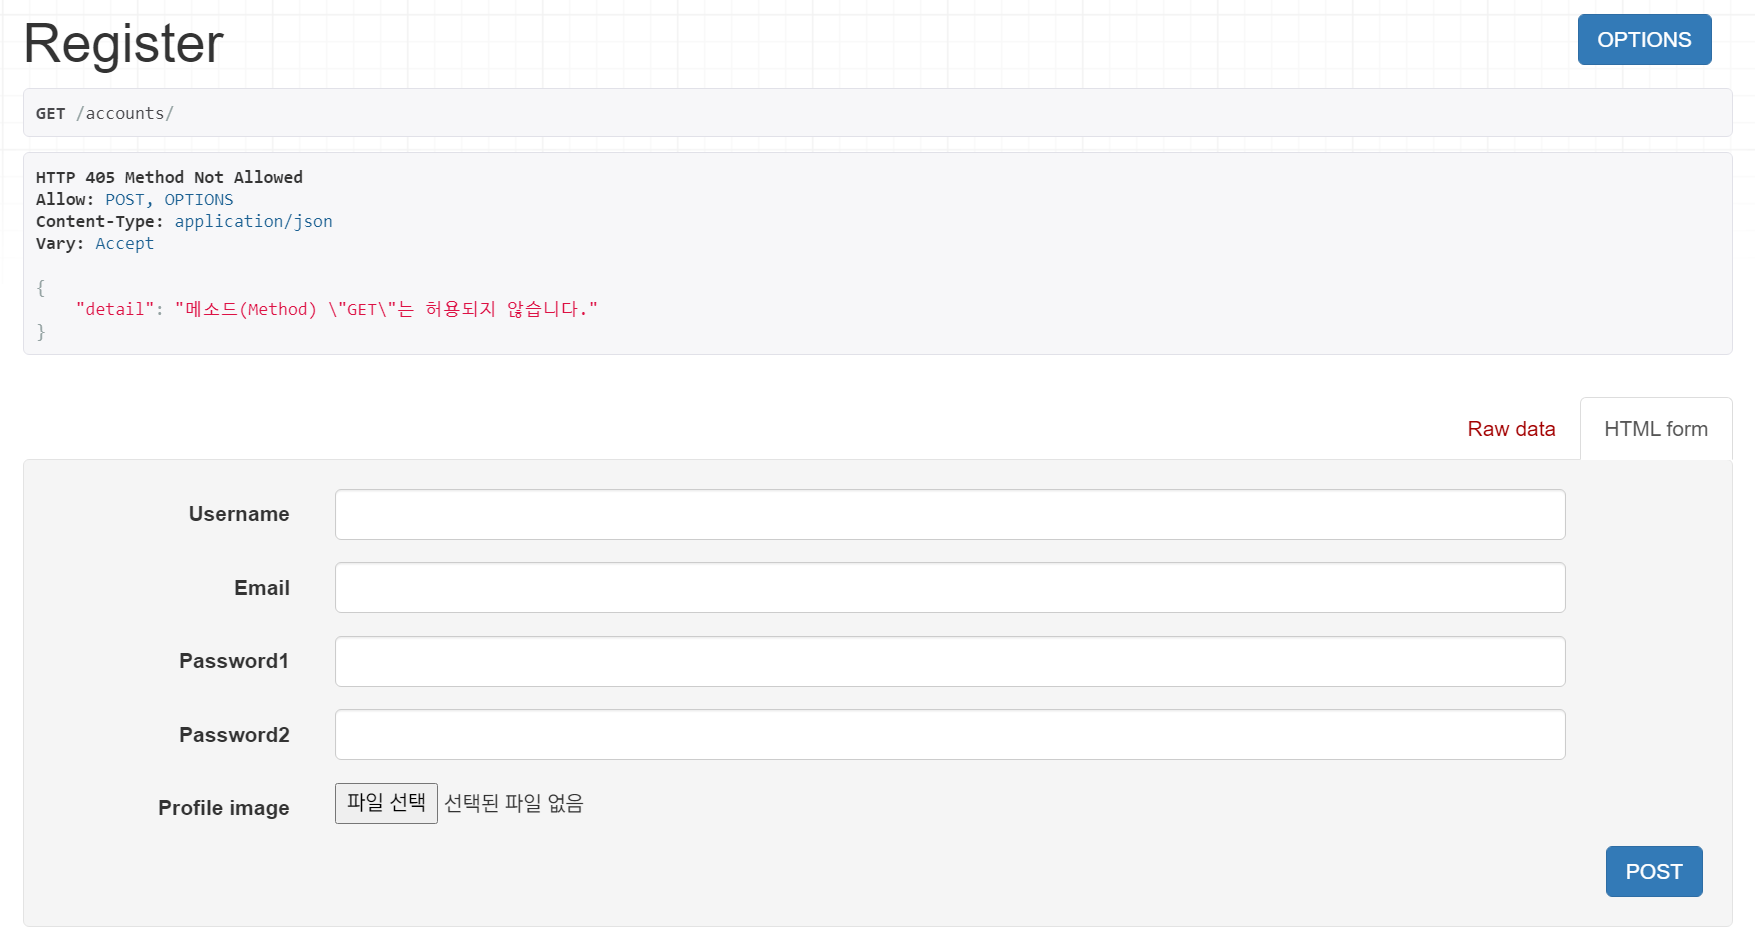 Register
OPTIONS
GET /accounts/
HTTP 405 Method Not Allowed
Allow: POST, OPTIONS
Content-Type: application/json
Vary: Accept
{
"detail": "메소드(Method) \"GET\"는 허용되지 않습니다."
}
Raw data
HTML form
Username
Email
Password1
Password2
Profile image
파일 선택 선택된 파일 없음
POST